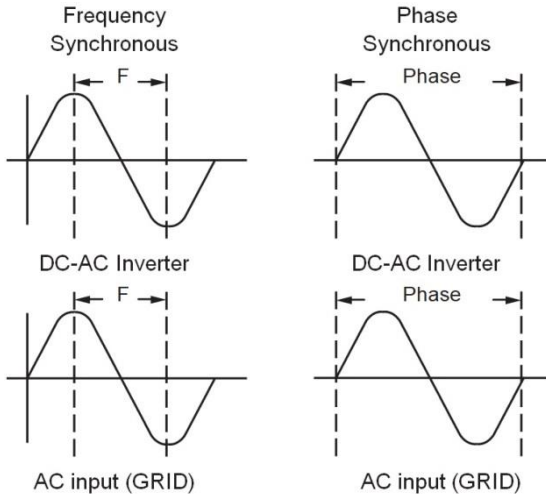 Frequency
Synchronous
F
DC-AC Inverter
F
AC input (GRID)
Phase
Synchronous
Phase
DC-AC Inverter
Phase
AC input (GRID)